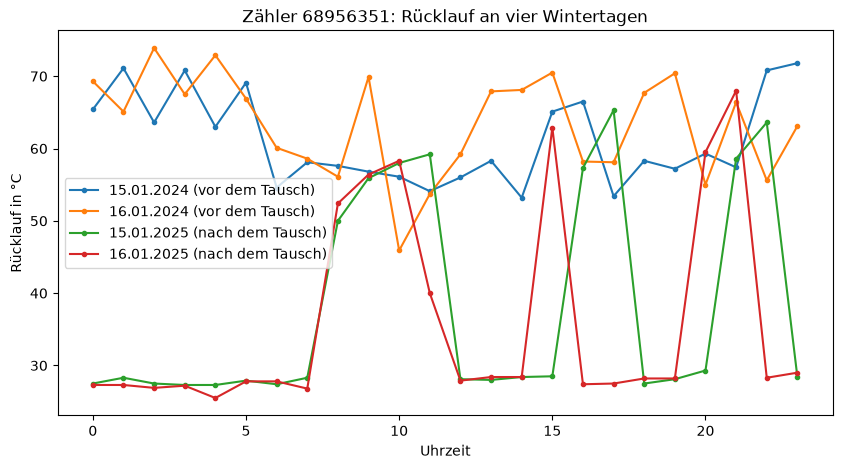 Zähler 68956351: Rücklauf an vier Wintertagen
Rücklauf in °C
70
60
50
40
30
15.01.2024 (vor dem Tausch)
16.01.2024 (vor dem Tausch)
15.01.2025 (nach dem Tausch)
16.01.2025 (nach dem Tausch)
0 5 10 15 20
Uhrzeit